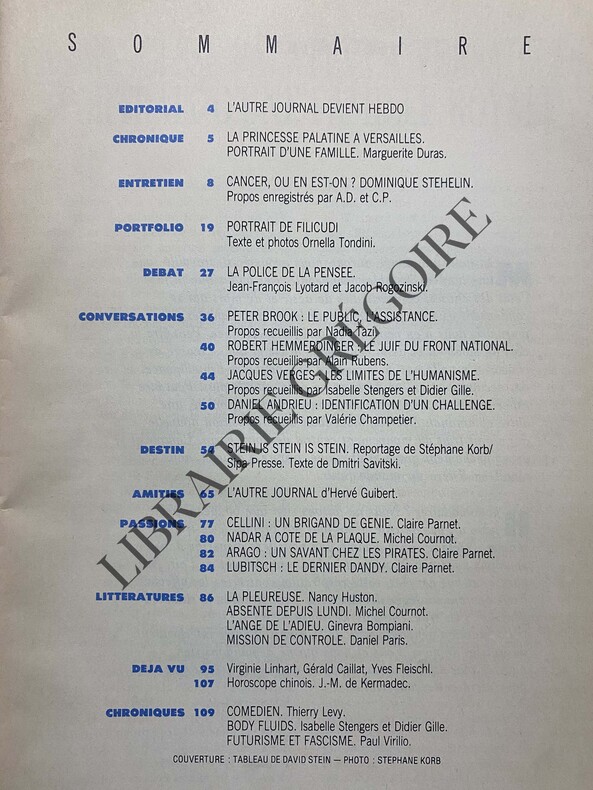 SOMMAIRE
EDITORIAL 4 L'AUTRE JOURNAL DEVIENT HEBDO
CHRONIQUE 5 LA PRINCESSE PALATINE A VERSAILLES.
PORTRAIT D'UNE FAMILLE. Marguerite Duras.
ENTRETIEN 8 CANCER, OU EN EST-ON ? DOMINIQUE STEHELIN.
Propos enregistrés par A.D. et C.P.
PORTFOLIO 19 PORTRAIT DE FILICUDI
Texte et photos Ornella Tondini.
DEBAT 27 LA POLICE DE LA PENSEE.
Jean-François Lyotard et Jacob Rogozinski.
CONVERSATIONS 36 PETER BROOK : LE PUBLIC, L'ASSISTANCE.
Propos recueillis par Nadia Tazi.
40 ROBERT HEMMERDINGER : LE JUIF DU FRONT NATIONAL.
Propos recueillis par Alain Rubens.
44 JACQUES VERGES : LES LIMITES DE L'HUMANISME.
Propos recueillis par Isabelle Stengers et Didier Gille.
50 DANIEL ANDRIEU : IDENTIFICATION D'UN CHALLENGE.
Propos recueillis par Valérie Champetier.
DESTIN 54 STEIN IS STEIN IS STEIN. Reportage de Stéphane Korb/
Sipa-Presse. Texte de Dmitri Savitski.
AMITIES 65 L'AUTRE JOURNAL d'Hervé Guibert.
PASSIONS 77 CELLINI : UN BRIGAND DE GENIE. Claire Parnet.
80 NADAR A COTE DE LA PLAQUE. Michel Cournot.
82 ARAGO : UN SAVANT CHEZ LES PIRATES. Claire Parnet.
84 LUBITSCH : LE DERNIER DANDY. Claire Parnet.
LITTERATURES 86 LA PLEUREUSE. Nancy Huston.
ABSENTE DEPUIS LUNDI. Michel Cournot.
L'ANGE DE L'ADIEU. Ginevra Bompiani.
MISSION DE CONTROLE. Daniel Paris.
DEJA VU 95 Virginie Linhart, Gérald Caillat, Yves Fleischl.
107 Horoscope chinois. J.-M. de Kermadec.
CHRONIQUES 109 COMEDIEN. Thierry Levy.
BODY FLUIDS. Isabelle Stengers et Didier Gille.
FUTURISME ET FASCISME. Paul Virilio.
COUVERTURE : TABLEAU DE DAVID STEIN — PHOTO : STEPHANE KORB
LIBRAIRIE GRÉGOIRE